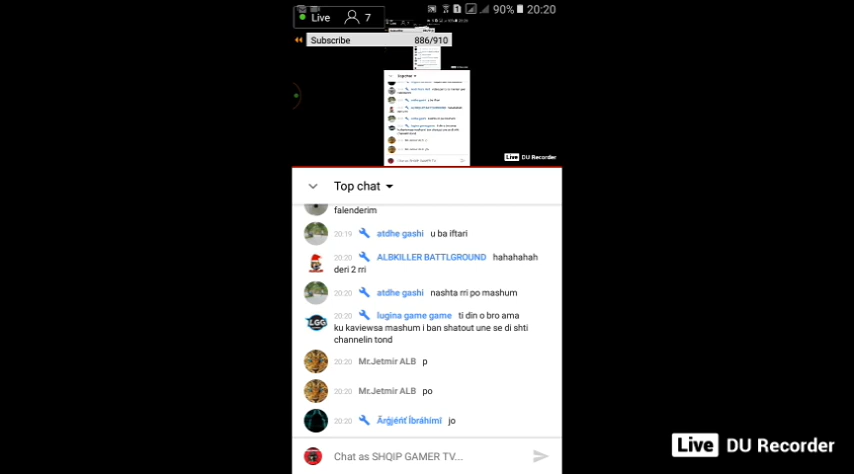 Live 7
90% 20:20
Subscribe 886/910
Live DU Recorder
Top chat
falenderim
20:19 atdhe gashi u ba iftari
20:20 ALBKILLER BATTLGROUND hahahahah
deri 2 rri
20:20 atdhe gashi nashta rri po mashum
20:20 lugina game game ti din o bro ama
ku kaviewsa mashum i ban shatout une se di shti
channelin tond
20:20 Mr.Jetmir ALB p
20:20 Mr.Jetmir ALB po
20:20 jo
Chat as SHQIP GAMER TV...
Live DU Recorder